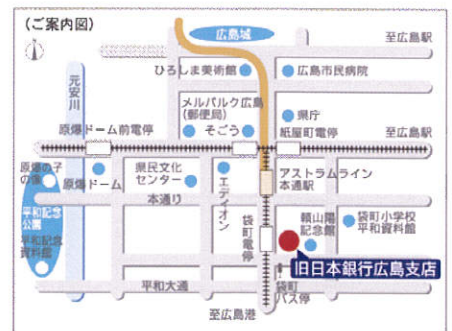 (ご案内図)
広島城
至広島駅
ひろしま美術館
広島市民病院
元安川
メルパルク広島
(郵便局)
そごう
県庁
原爆ドーム前電停
紙屋町電停
至広島駅
原爆の子
の像
原爆ドーム
県民文化
センター
エディオン
アストラムライン
本通駅
本通り
平和記念
公園
平和記念
資料館
袋町電停
頼山陽
記念館
袋町小学校
平和資料館
旧日本銀行広島支店
平和大通
袋町
バス停
至広島港